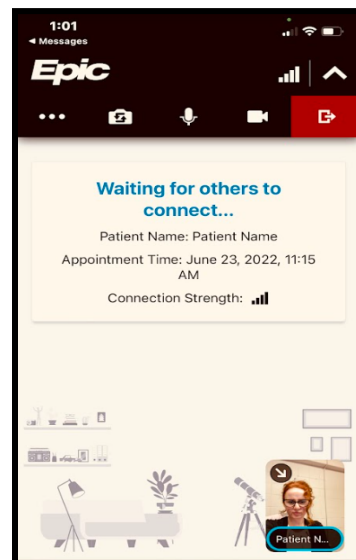 1:01
◀ Messages
Epic
Waiting for others to
connect...
Patient Name: Patient Name
Appointment Time: June 23, 2022, 11:15
AM
Connection Strength:
Patient N...